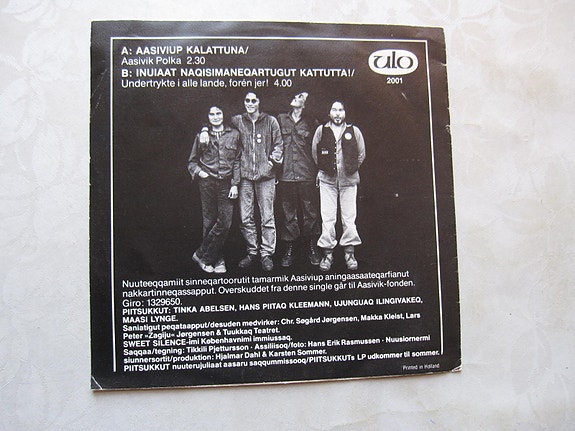 A: AASIVIUP KALATTUNA/
Aasivik Polka 2.30
B: INUIAAT NAQISIMANEQARTUGUT KATTUTTA!/
Undertrykte i alle lande, forén jer! 4.00
ulo
2001
Nuuteeqqamiit sinneqartoorutit tamarmik Aasiviup aningaasaateqarfianut
nakkartinneqassapput. Overskuddet fra denne single går til Aasivik-fonden.
Giro: 1329650.
PIITSUKKUT: TINKA ABELSEN, HANS PIITAQ KLEEMANN, UJUNGUAQ ILINGIVAKEQ,
MAASI LYNGE.
Saniatigut peqataapput/desuden medvirker: Chr. Søgård Jørgensen, Makka Kleist, Lars
Peter »Zagiju« Jørgensen & Tuukkaq Teatret.
SWEET SILENCE-imi Københavnimi immiussaq.
Saqqaa/tegning: Tikkili Pjettursson - Assiliisoq/foto: Hans Erik Rasmussen - Nuusiornermi
siunnersortit/produktion: Hjalmar Dahl & Karsten Sommer.
PIITSUKKUT nuuterujuliaat aasaru saqqummissooq/PIITSUKKUTs LP udkommer til sommer.
Printed in Holland